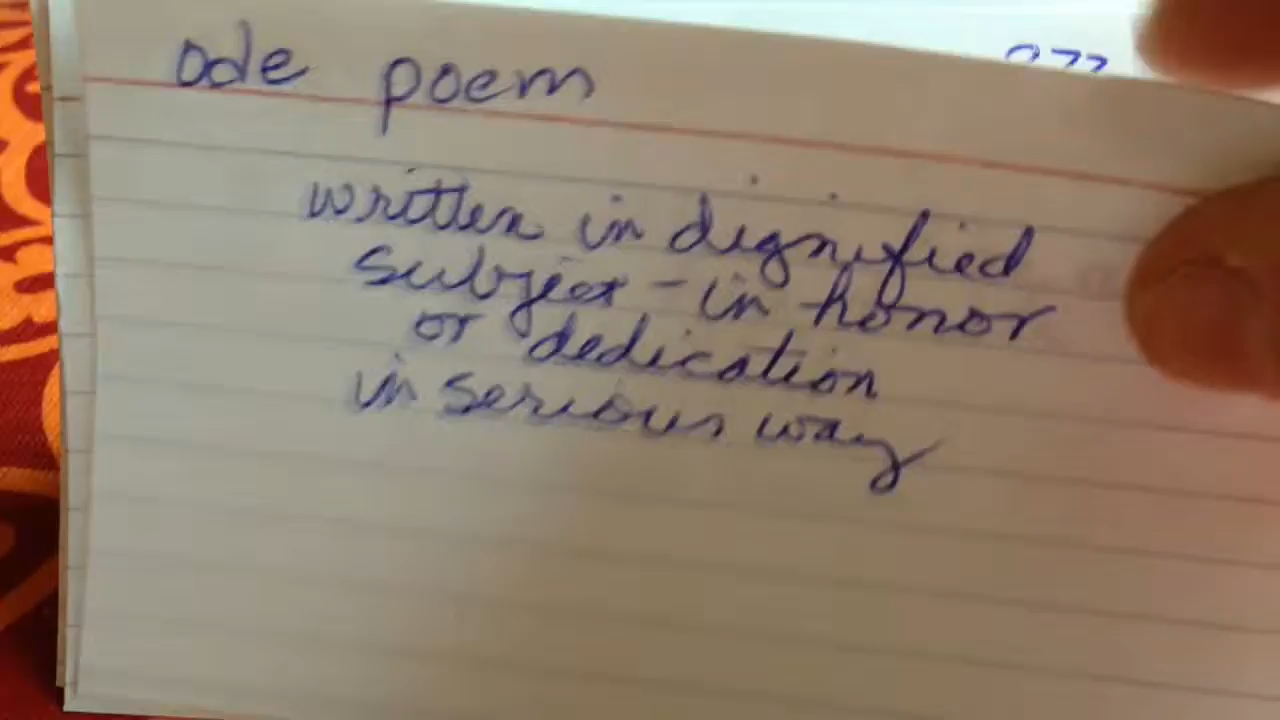 ode poem
written in dignified
subject - in honor
or dedication
in serious way